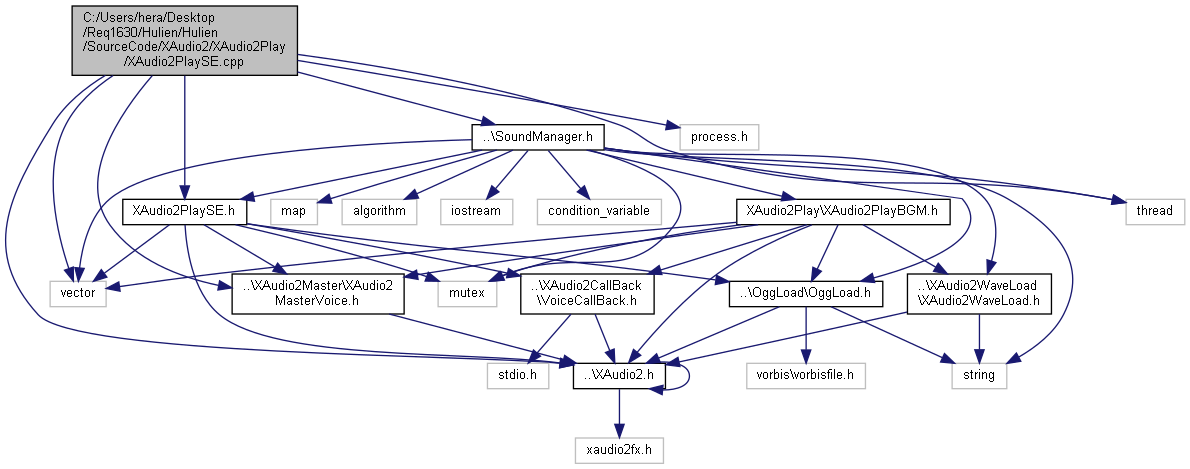 C:/Users/hera/Desktop
/Req1630/Hulien/Hulien
/SourceCode/XAudio2/XAudio2Play
/XAudio2PlaySE.cpp
..\SoundManager.h
process.h
XAudio2PlaySE.h
map
algorithm
iostream
condition_variable
XAudio2Play\XAudio2PlayBGM.h
thread
vector
..\XAudio2Master\XAudio2
MasterVoice.h
mutex
..\XAudio2CallBack
\VoiceCallBack.h
..\OggLoad\OggLoad.h
..\XAudio2WaveLoad
\XAudio2WaveLoad.h
stdio.h
..\XAudio2.h
vorbis\vorbisfile.h
string
xaudio2fx.h